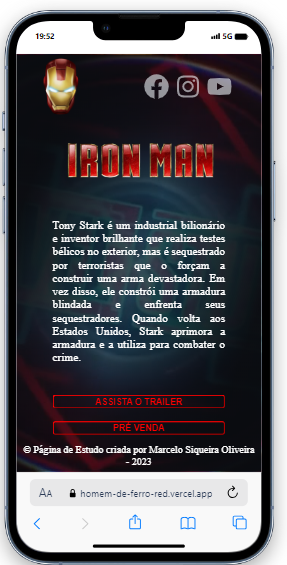 19:52
5G
IRON MAN
Tony Stark é um industrial bilionário
e inventor brilhante que realiza testes
bélicos no exterior, mas é sequestrado
por terroristas que o forçam a
construir uma arma devastadora. Em
vez disso, ele constrói uma armadura
blindada e enfrenta seus
sequestradores. Quando volta aos
Estados Unidos, Stark aprimora a
armadura e a utiliza para combater o
crime.
ASSISTA O TRAILER
PRÉ VENDA
© Página de Estudo criada por Marcelo Siqueira Oliveira
- 2023
AA homem-de-ferro-red.vercel.app